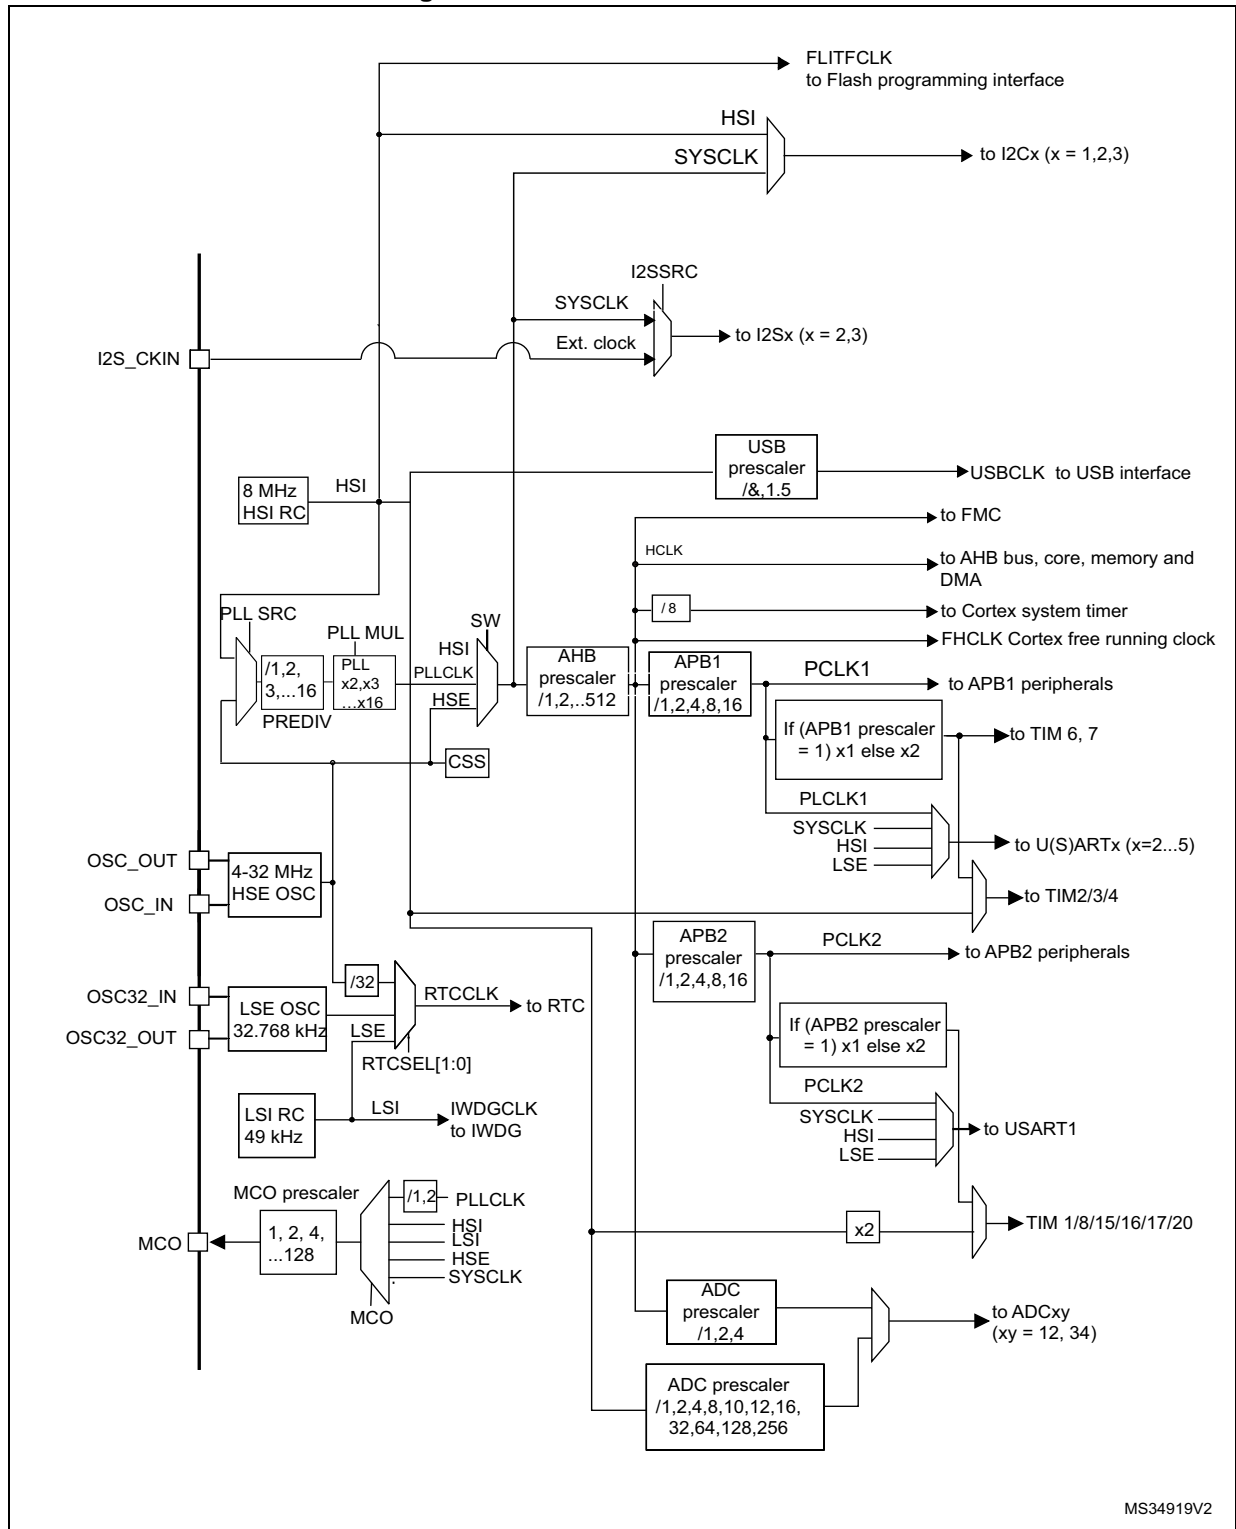 FLITFCLK
to Flash programming interface
HSI
SYSCLK
to I2Cx (x = 1,2,3)
I2SSRC
SYSCLK
to I2Sx (x = 2,3)
Ext. clock
I2S_CKIN
USB
prescaler
/&,1.5
USBCLK to USB interface
8 MHz
HSI RC
HSI
to FMC
HCLK
to AHB bus, core, memory and
DMA
/ 8
to Cortex system timer
FHCLK Cortex free running clock
PLL SRC
PLL MUL
SW
/1,2,
3,...16
PREDIV
PLL
x2,x3
...x16
HSI
PLLCLK
HSE
AHB
prescaler
/1,2,..512
APB1
prescaler
/1,2,4,8,16
PCLK1
to APB1 peripherals
If (APB1 prescaler
= 1) x1 else x2
to TIM 6, 7
CSS
PLCLK1
SYSCLK
HSI
LSE
to U(S)ARTx (x=2...5)
OSC_OUT
OSC_IN
4-32 MHz
HSE OSC
to TIM2/3/4
APB2
prescaler
/1,2,4,8,16
PCLK2
to APB2 peripherals
/32
OSC32_IN
OSC32_OUT
LSE OSC
32.768 kHz
LSE
RTCCLK
to RTC
RTCSEL[1:0]
If (APB2 prescaler
= 1) x1 else x2
PCLK2
SYSCLK
HSI
LSE
to USART1
LSI RC
49 kHz
LSI
IWDGCLK
to IWDG
MCO prescaler
1, 2, 4,
...128
/1,2
PLLCLK
HSI
LSI
HSE
SYSCLK
MCO
MCO
x2
TIM 1/8/15/16/17/20
ADC
prescaler
/1,2,4
to ADCxy
(xy = 12, 34)
ADC prescaler
/1,2,4,8,10,12,16,
32,64,128,256
MS34919V2